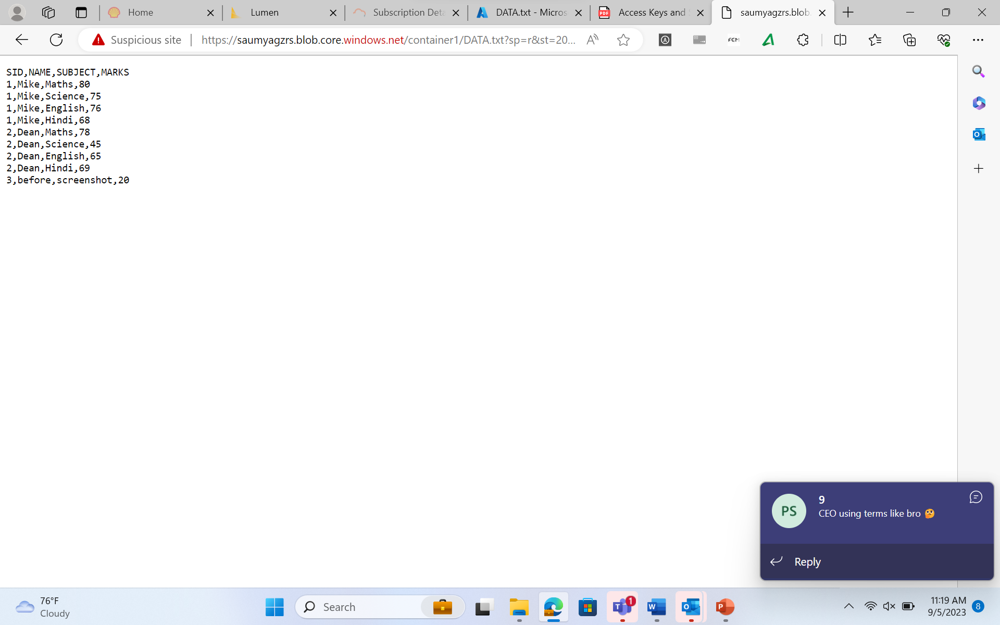 Home
Lumen
Subscription Deta
DATA.txt - Micros
PDF
Access Keys and
saumyagzrs.blob.
Suspicious site
https://saumyagzrs.blob.core.windows.net/container1/DATA.txt?sp=r&st=20...
FCM
SID,NAME,SUBJECT,MARKS
1,Mike,Maths,80
1,Mike,Science,75
1,Mike,English,76
1,Mike,Hindi,68
2,Dean,Maths,78
2,Dean,Science,45
2,Dean,English,65
2,Dean,Hindi,69
3,before,screenshot,20
PS
9
CEO using terms like bro 🤔
Reply
76°F
Cloudy
Search
1
11:19 AM
9/5/2023
8